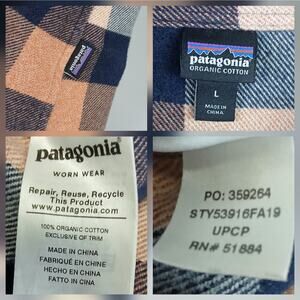 patagonia
patagonia
ORGANIC COTTON
L
MADE IN
CHINA
patagonia
WORN WEAR
Repair, Reuse, Recycle
This Product
www.patagonia.com
100% ORGANIC COTTON
EXCLUSIVE OF TRIM
MADE IN CHINA
FABRIQUÉ EN CHINE
HECHO EN CHINA
FATTO IN CINA
PO: 359264
STY53916FA19
UPCP
RN# 51884